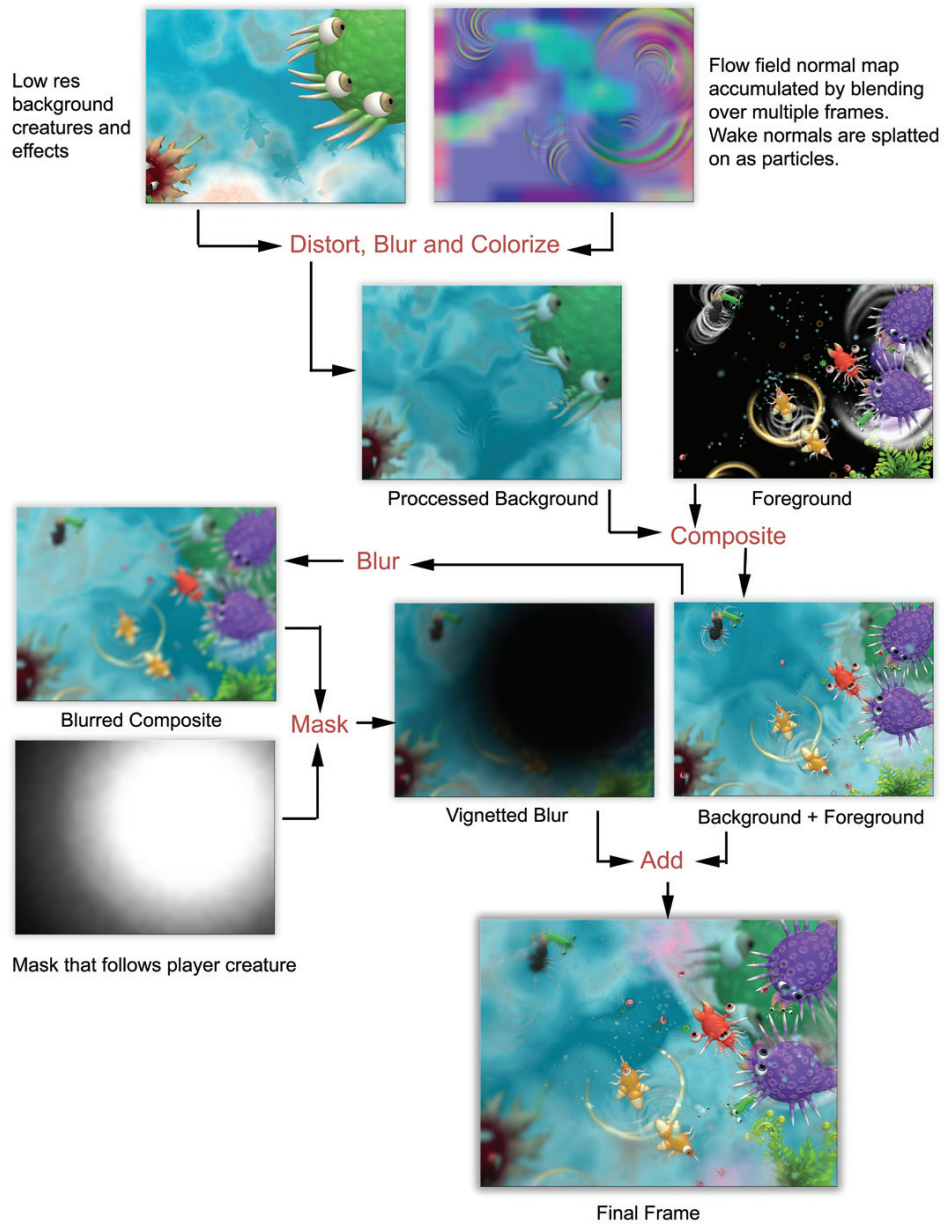 Low res
background
creatures and
effects
Flow field normal map
accumulated by blending
over multiple frames.
Wake normals are splatted
on as particles.
Distort, Blur and Colorize
Proccessed Background
Foreground
Composite
Blur
Blurred Composite
Mask
Vignetted Blur
Background + Foreground
Add
Mask that follows player creature
Final Frame